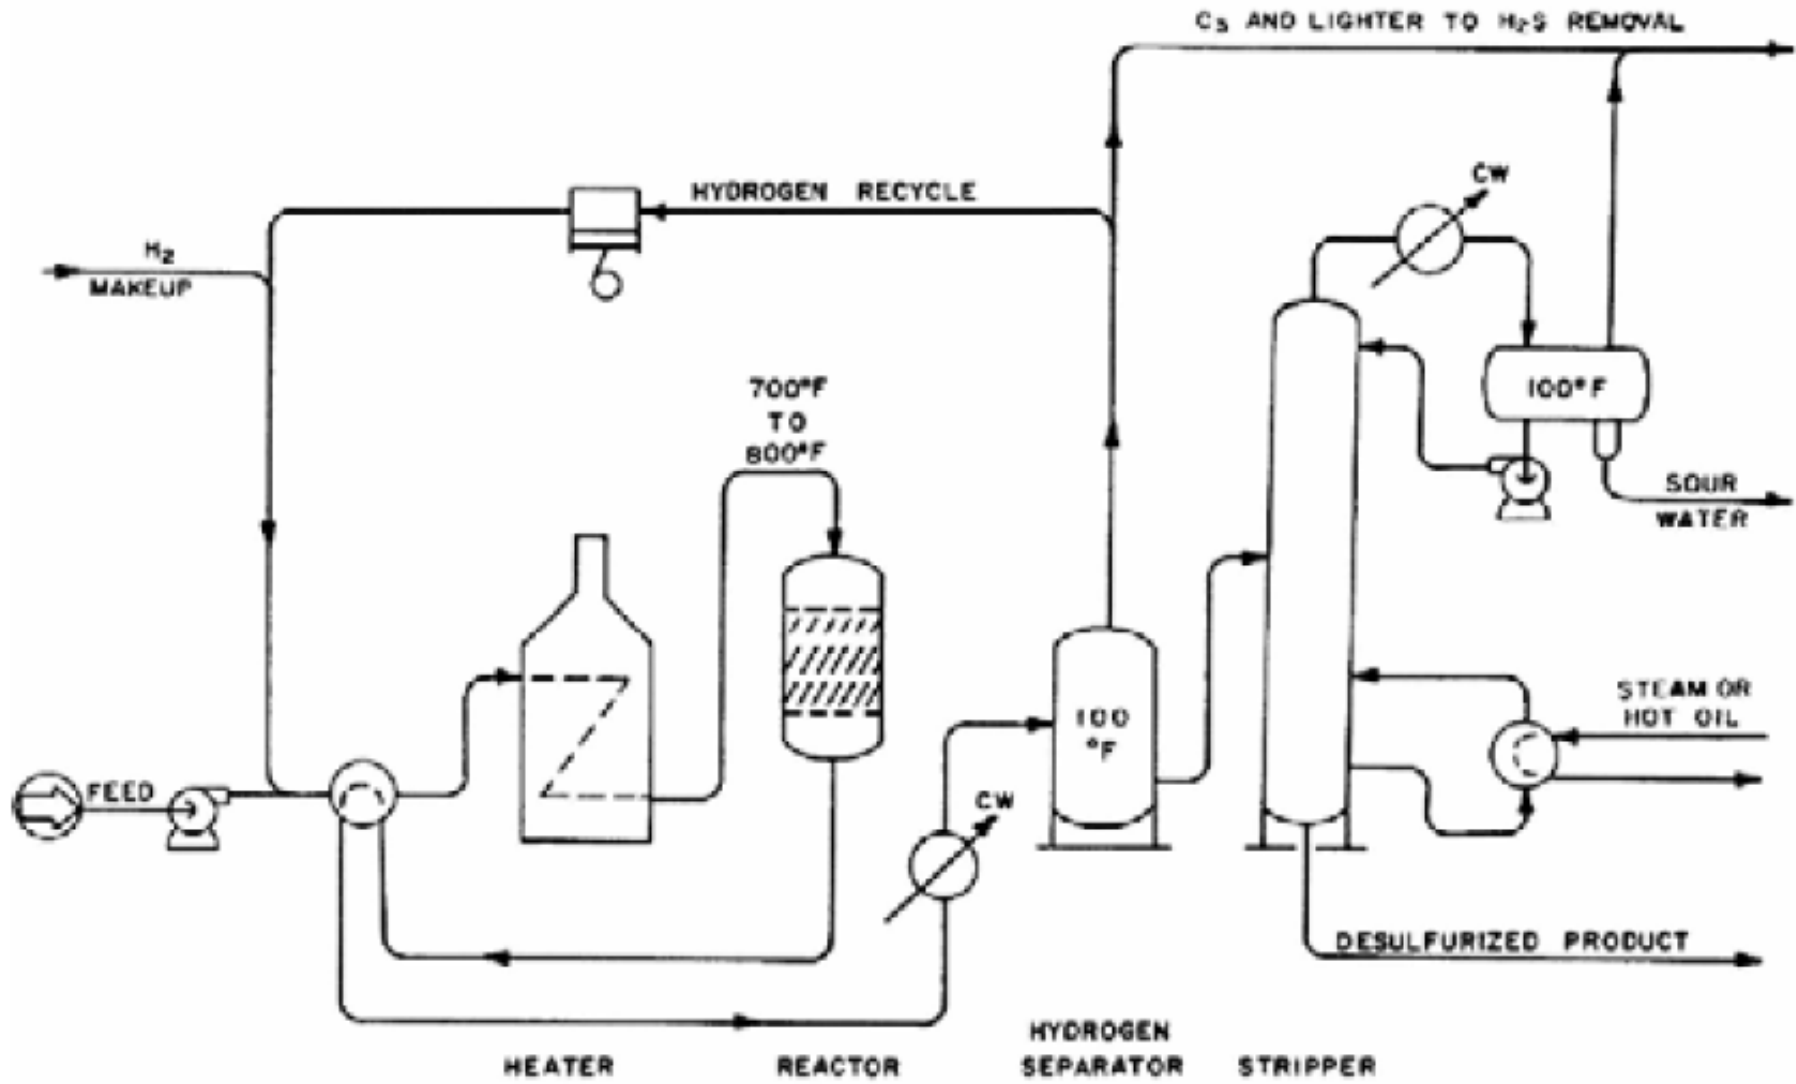 C₃ AND LIGHTER TO H₂S REMOVAL
CW
HYDROGEN RECYCLE
H₂
MAKEUP
700°F
TO
800°F
100°F
SOUR
WATER
STEAM OR
HOT OIL
100
°F
FEED
CW
DESULFURIZED PRODUCT
HYDROGEN
HEATER REACTOR SEPARATOR STRIPPER